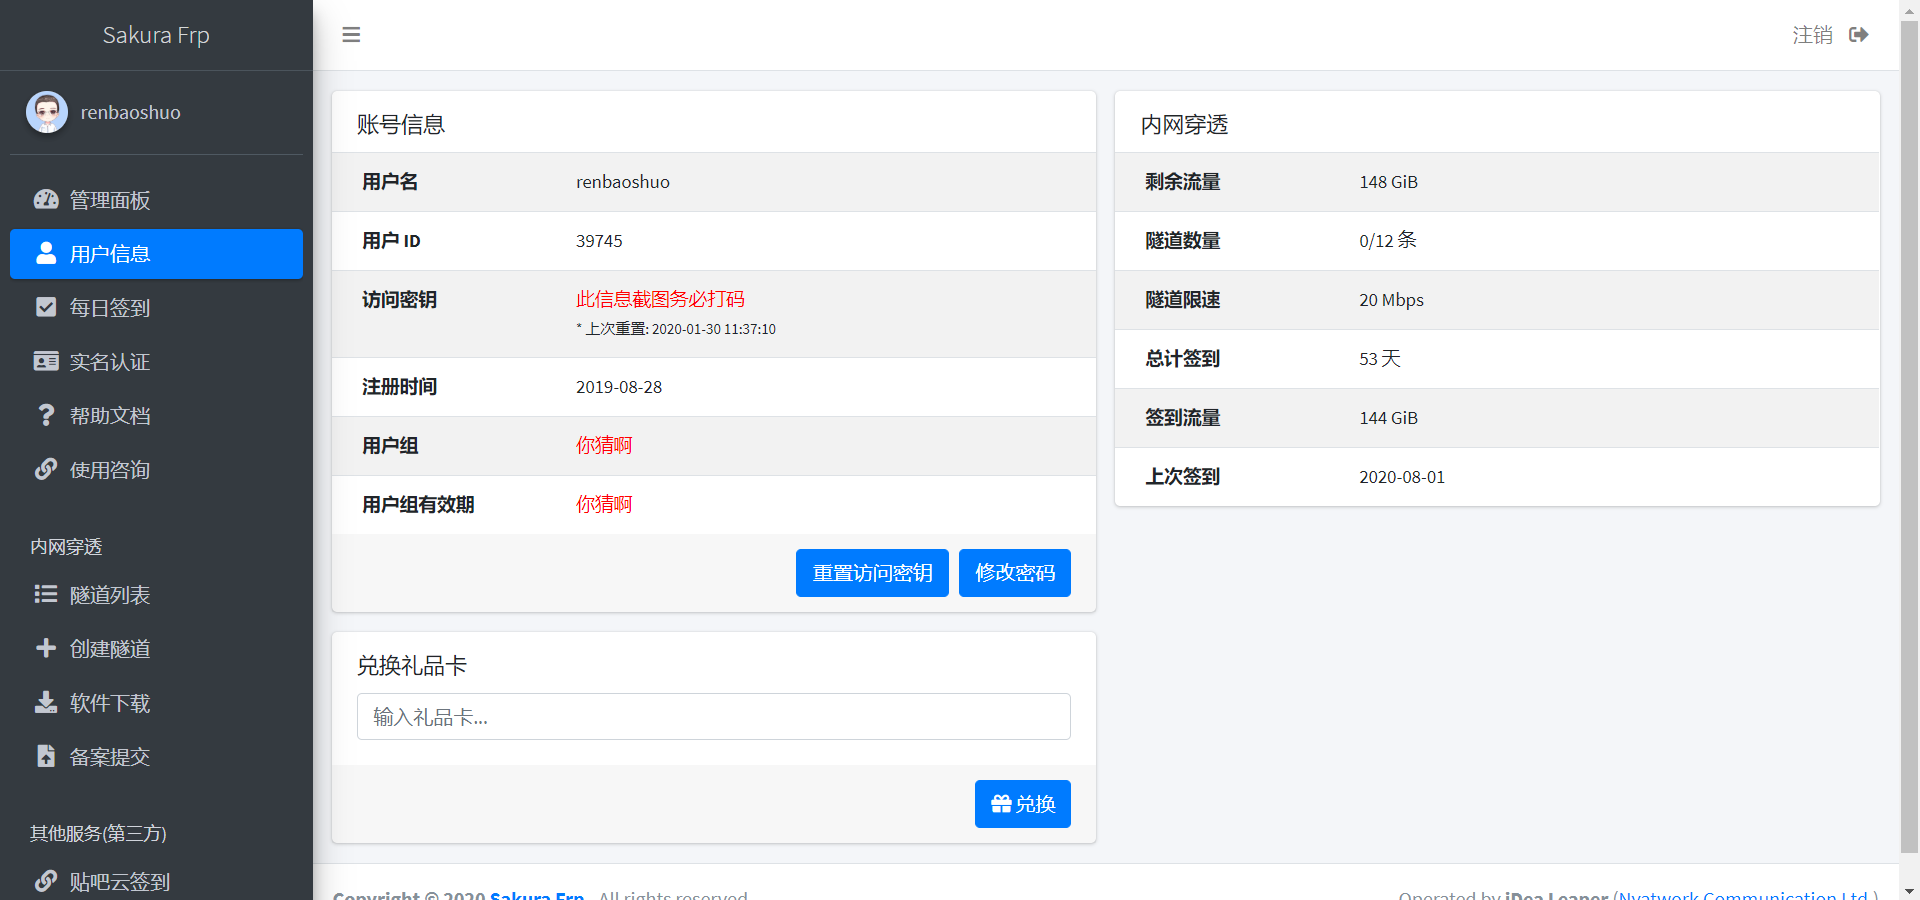 Sakura Frp
注销
renbaoshuo
管理面板
用户信息
每日签到
实名认证
帮助文档
使用咨询
内网穿透
隧道列表
创建隧道
软件下载
备案提交
其他服务(第三方)
贴吧云签到
账号信息
用户名 renbaoshuo
用户 ID 39745
访问密钥 此信息截图务必打码
* 上次重置: 2020-01-30 11:37:10
注册时间 2019-08-28
用户组 你猜啊
用户组有效期 你猜啊
重置访问密钥 修改密码
兑换礼品卡
输入礼品卡...
兑换
内网穿透
剩余流量 148 GiB
隧道数量 0/12 条
隧道限速 20 Mbps
总计签到 53 天
签到流量 144 GiB
上次签到 2020-08-01
Copyright © 2020 Sakura Frp. All rights reserved
Operated by iDea Leaper (Nyatwork Communication Ltd.)